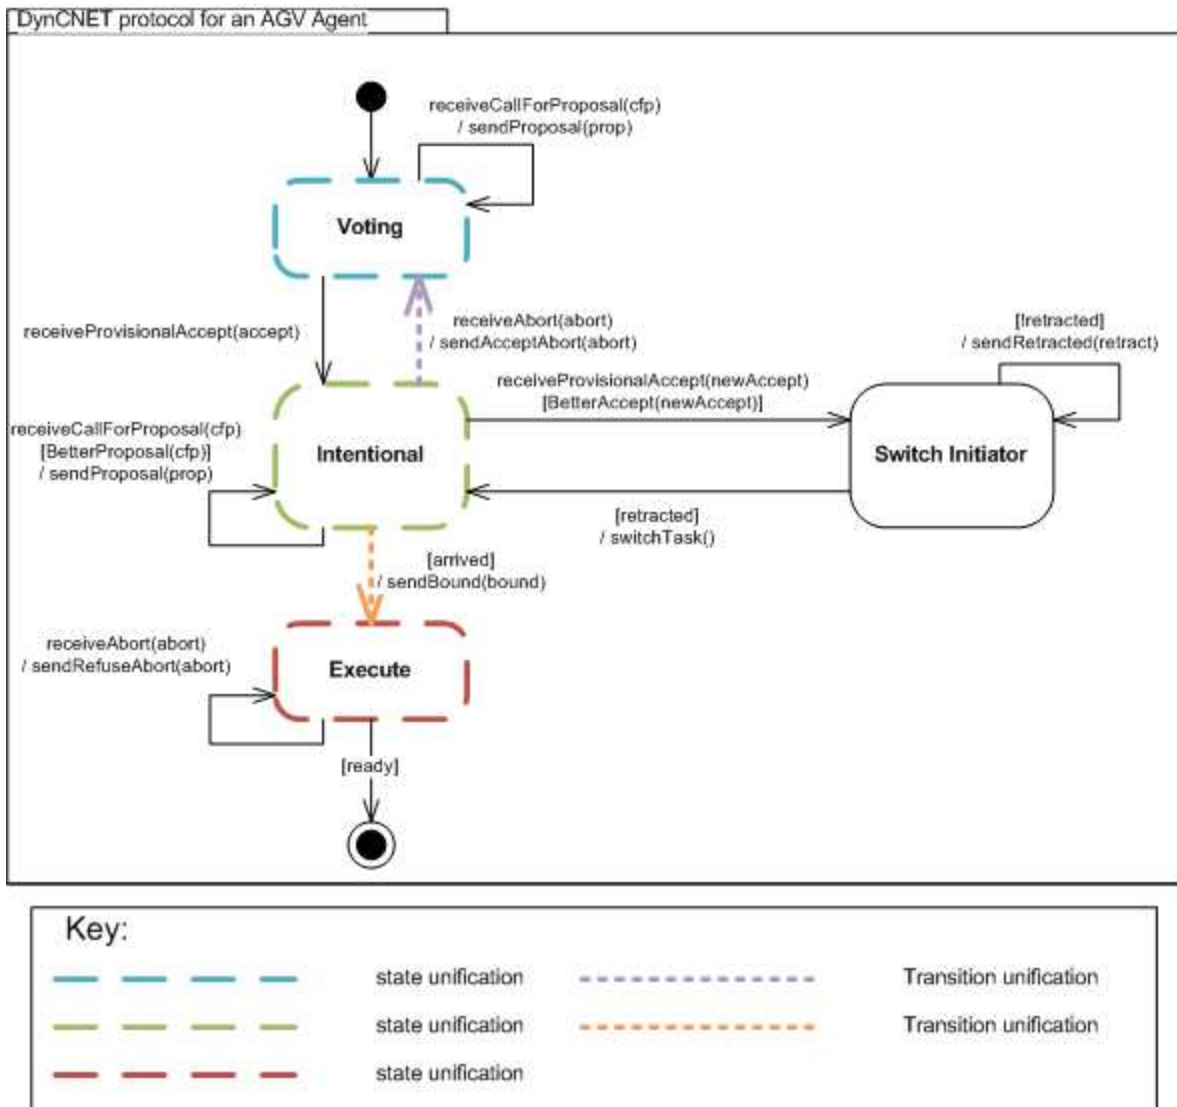 DynCNET protocol for an AGV Agent
receiveCallForProposal(cfp)
/ sendProposal(prop)
Voting
receiveProvisionalAccept(accept)
receiveAbort(abort)
/ sendAcceptAbort(abort)
[!retracted]
/ sendRetracted(retract)
receiveProvisionalAccept(newAccept)
[BetterAccept(newAccept)]
receiveCallForProposal(cfp)
[BetterProposal(cfp)]
/ sendProposal(prop)
Intentional
Switch Initiator
[retracted]
/ switchTask()
[arrived]
/ sendBound(bound)
receiveAbort(abort)
/ sendRefuseAbort(abort)
Execute
[ready]
Key:
state unification
Transition unification
state unification
Transition unification
state unification